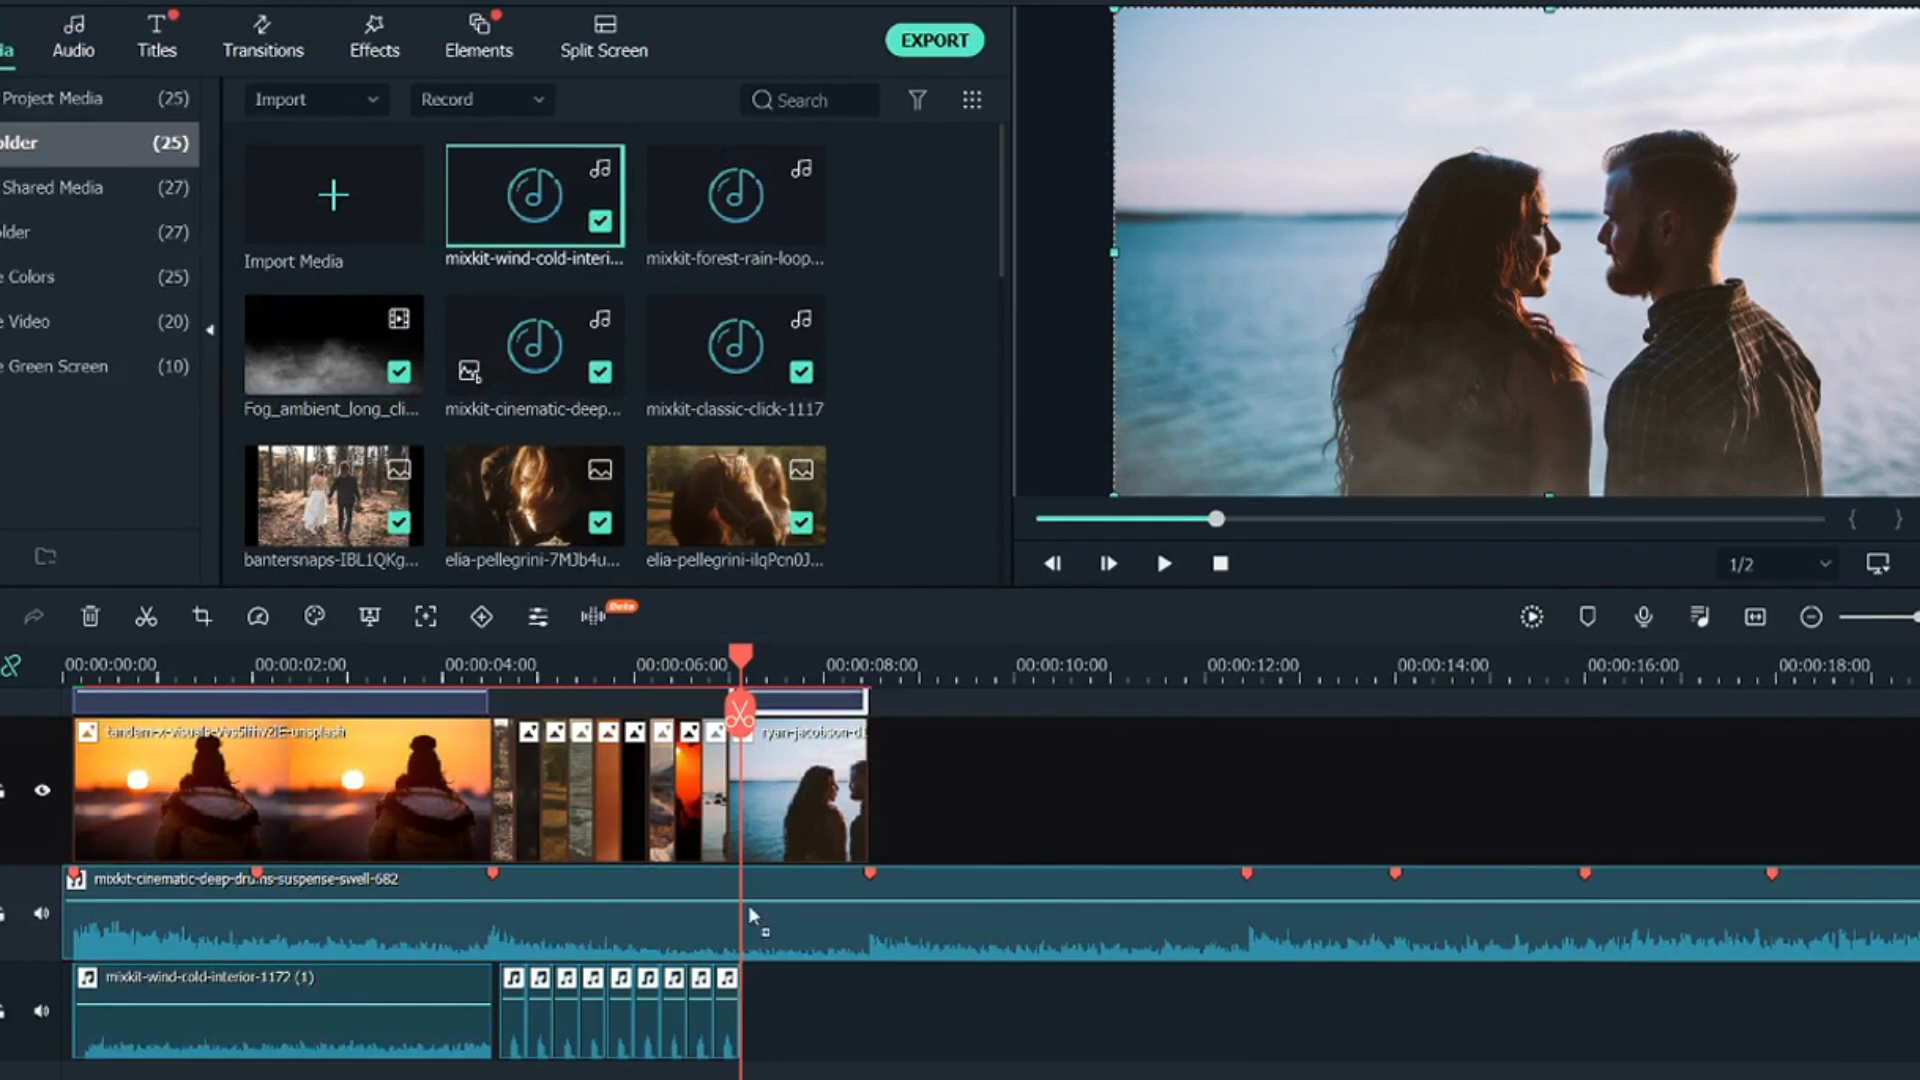 Audio
Titles
Transitions
Effects
Elements
Split Screen
EXPORT
Project Media (25)
older (25)
Shared Media (27)
older (27)
e Colors (25)
e Video (20)
e Green Screen (10)
Import
Record
Search
Import Media
mixkit-wind-cold-interi...
mixkit-forest-rain-loop...
Fog_ambient_long_cli...
mixkit-cinematic-deep...
mixkit-classic-click-1117
bantersnaps-IBL1QKg...
elia-pellegrini-7MJb4u...
elia-pellegrini-ilqPcn0J...
{ }
1/2
Beta
00:00:00:00
00:00:02:00
00:00:04:00
00:00:06:00
00:00:08:00
00:00:10:00
00:00:12:00
00:00:14:00
00:00:16:00
00:00:18:00
ryan-jacobson-d
mixkit-cinematic-deep-drums-suspense-swell-682
mixkit-wind-cold-interior-1172 (1)